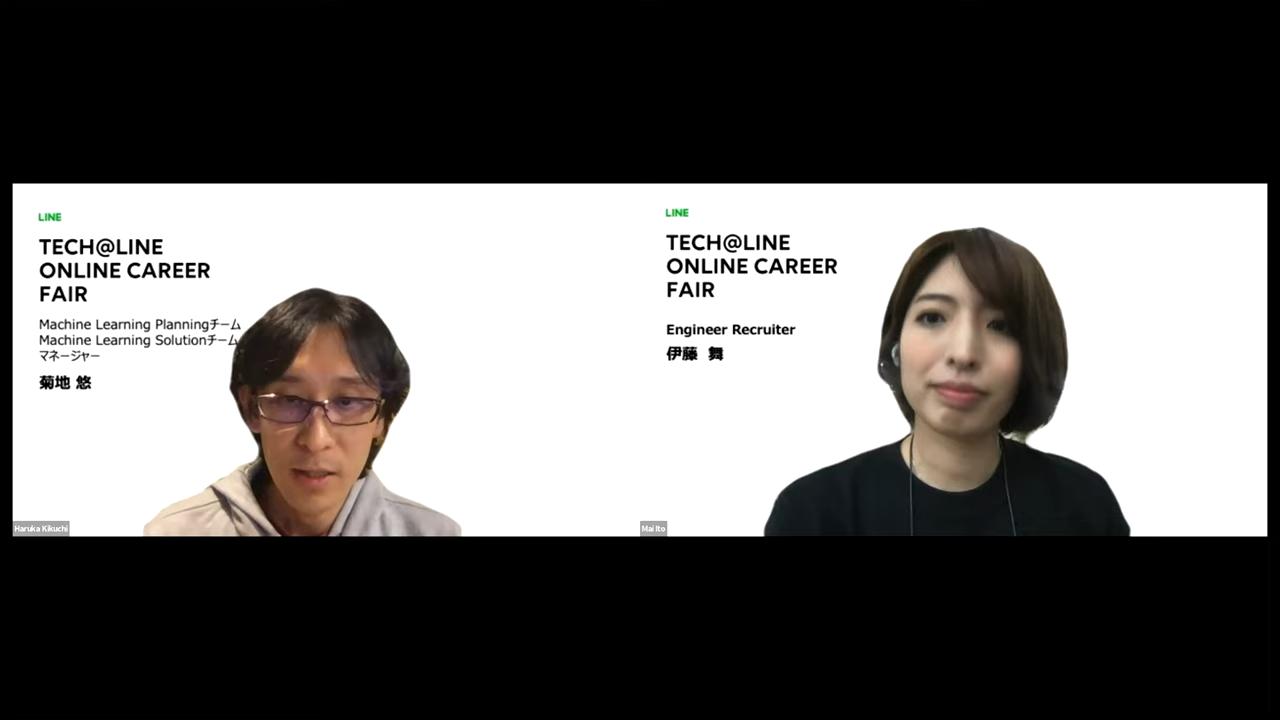 LINE
TECH@LINE
ONLINE CAREER
FAIR
Machine Learning Planningチーム
Machine Learning Solutionチーム
マネージャー
菊地 悠
Haruka Kikuchi
LINE
TECH@LINE
ONLINE CAREER
FAIR
Engineer Recruiter
伊藤 舞
Mai Ito